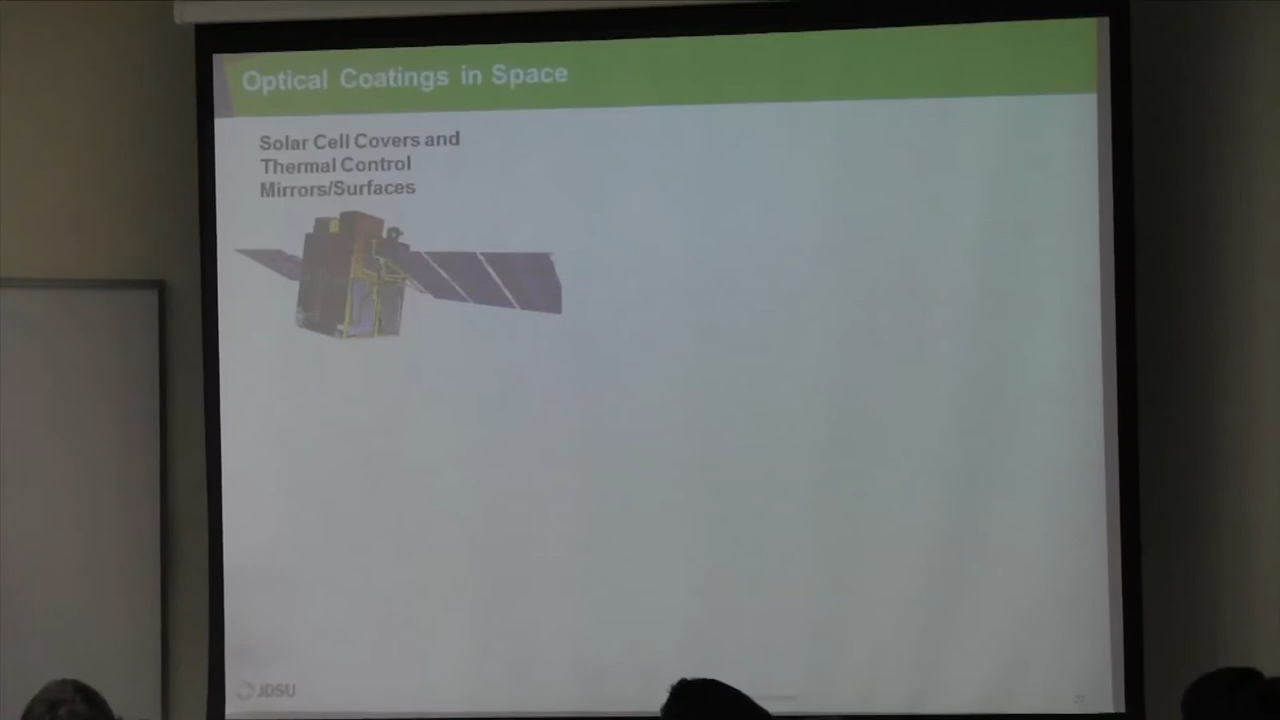 Optical Coatings in Space
Solar Cell Covers and
Thermal Control
Mirrors/Surfaces
JDSU